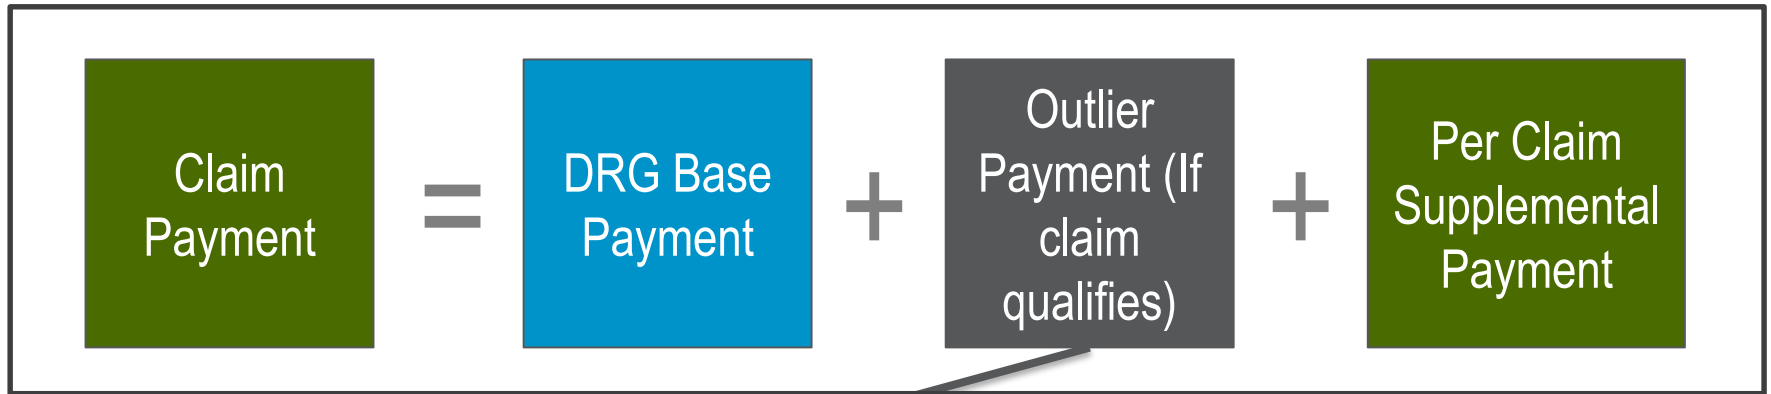 Claim
Payment
=
DRG Base
Payment
+
Outlier
Payment (If
claim
qualifies)
+
Per Claim
Supplemental
Payment